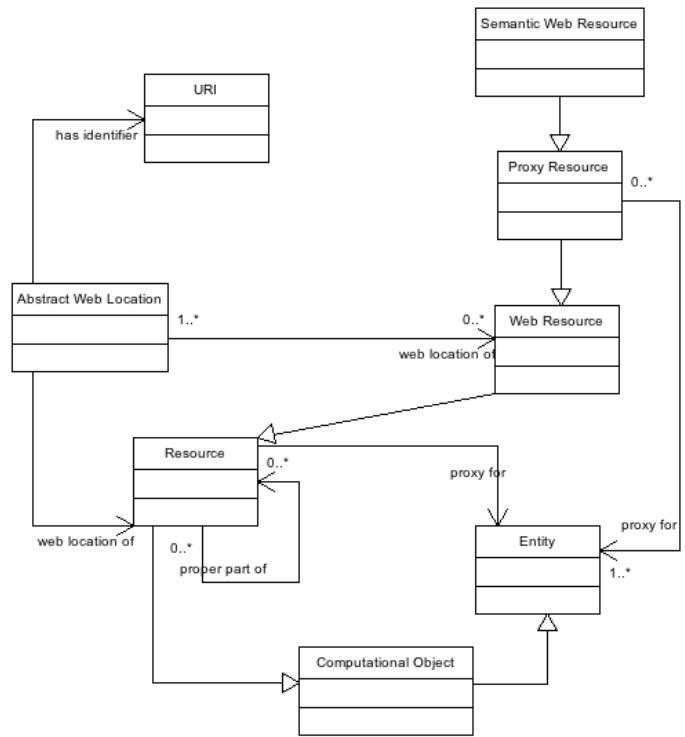 Semantic Web Resource
URI
has identifier
Proxy Resource
0..*
Abstract Web Location
1..*
0..*
Web Resource
web location of
Resource
0..*
proxy for
web location of
0..*
proper part of
Entity
proxy for
1..*
Computational Object